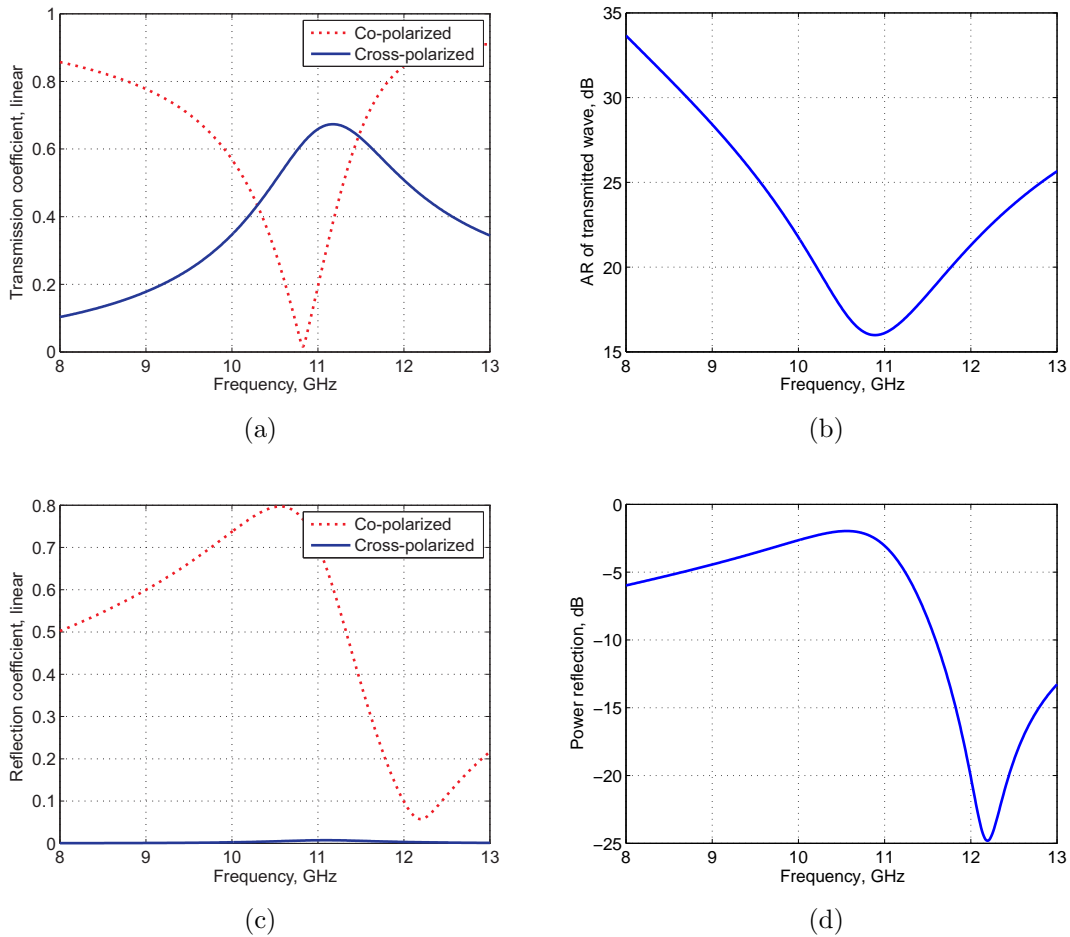 1
0.8
0.6
0.4
0.2
0
8 9 10 11 12 13
Transmission coefficient, linear
Frequency, GHz
Co-polarized
Cross-polarized
(a)
35
30
25
20
15
8 9 10 11 12 13
AR of transmitted wave, dB
Frequency, GHz
(b)
0.8
0.7
0.6
0.5
0.4
0.3
0.2
0.1
0
8 9 10 11 12 13
Reflection coefficient, linear
Frequency, GHz
Co-polarized
Cross-polarized
(c)
0
−5
−10
−15
−20
−25
8 9 10 11 12 13
Power reflection, dB
Frequency, GHz
(d)